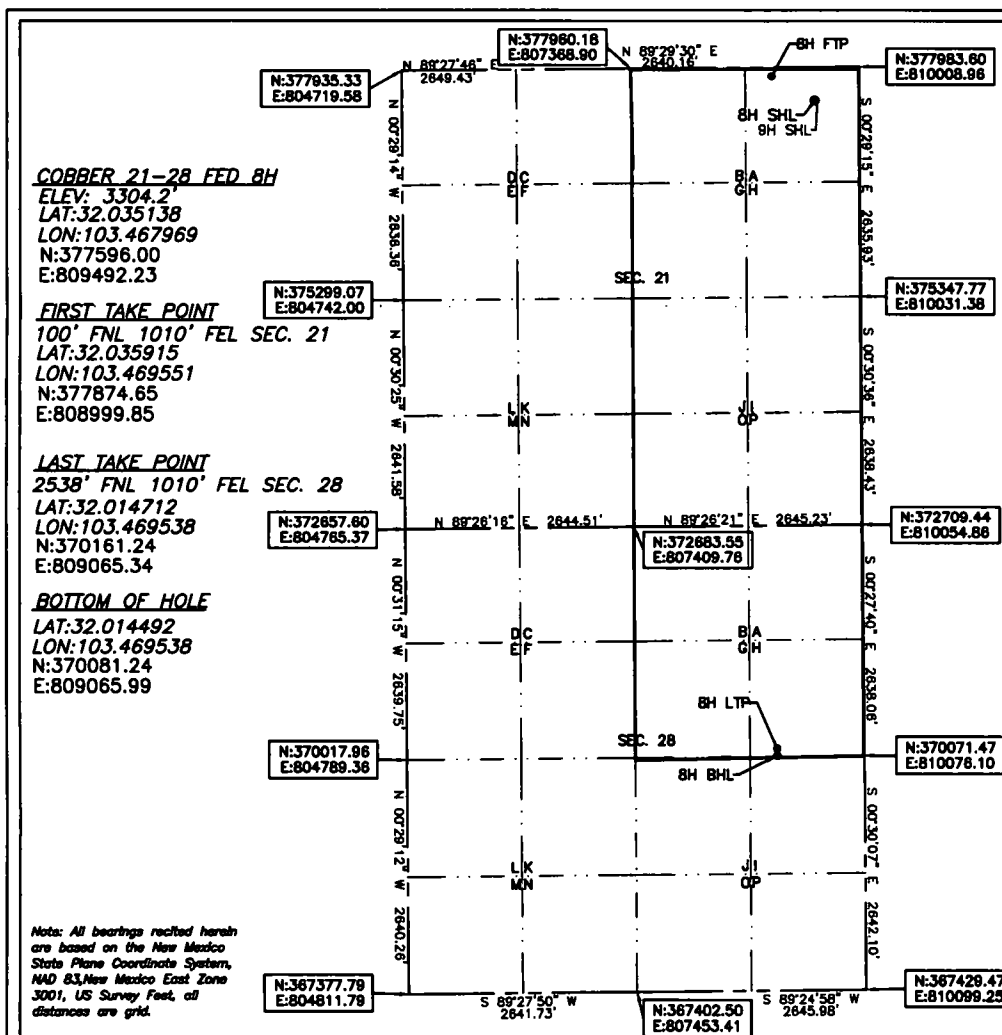 N:377960.18
E:807368.90
N 89°29'30" E
2640.16'
8H FTP
N 89°27'46" E
2649.43'
N:377935.33
E:804719.58
N:377983.60
E:810008.96
8H SHL
9H SHL
COBBER 21-28 FED 8H
ELEV: 3304.2'
LAT:32.035138
LON:103.467969
N:377596.00
E:809492.23
FIRST TAKE POINT
100' FNL 1010' FEL SEC. 21
LAT:32.035915
LON:103.469551
N:377874.65
E:808999.85
LAST TAKE POINT
2538' FNL 1010' FEL SEC. 28
LAT:32.014712
LON:103.469538
N:370161.24
E:809065.34
BOTTOM OF HOLE
LAT:32.014492
LON:103.469538
N:370081.24
E:809065.99
N 00°29'14" W 2636.36'
S 00°29'15" E 2635.93'
D C
E F
B A
G H
SEC. 21
N:375299.07
E:804742.00
N:375347.77
E:810031.38
N 00°30'25" W 2641.58'
S 00°30'36" E 2638.43'
L K
M N
J I
O P
N:372657.60
E:804765.37
N 89°26'18" E 2644.51'
N 89°26'21" E 2645.23'
N:372683.55
E:807409.76
N:372709.44
E:810054.86
N 00°31'15" W 2639.75'
S 00°27'40" E 2638.06'
D C
E F
B A
G H
8H LTP
SEC. 28
8H BHL
N:370017.96
E:804789.36
N:370071.47
E:810076.10
N 00°29'12" W 2640.26'
S 00°30'07" E 2642.10'
L K
M N
J I
O P
Note: All bearings recited herein
are based on the New Mexico
State Plane Coordinate System,
NAD 83,New Mexico East Zone
3001, US Survey Feet, all
distances are grid.
N:367377.79
E:804811.79
S 89°27'50" W
2641.73'
N:367402.50
E:807453.41
S 89°24'58" W
2645.98'
N:367429.47
E:810099.25